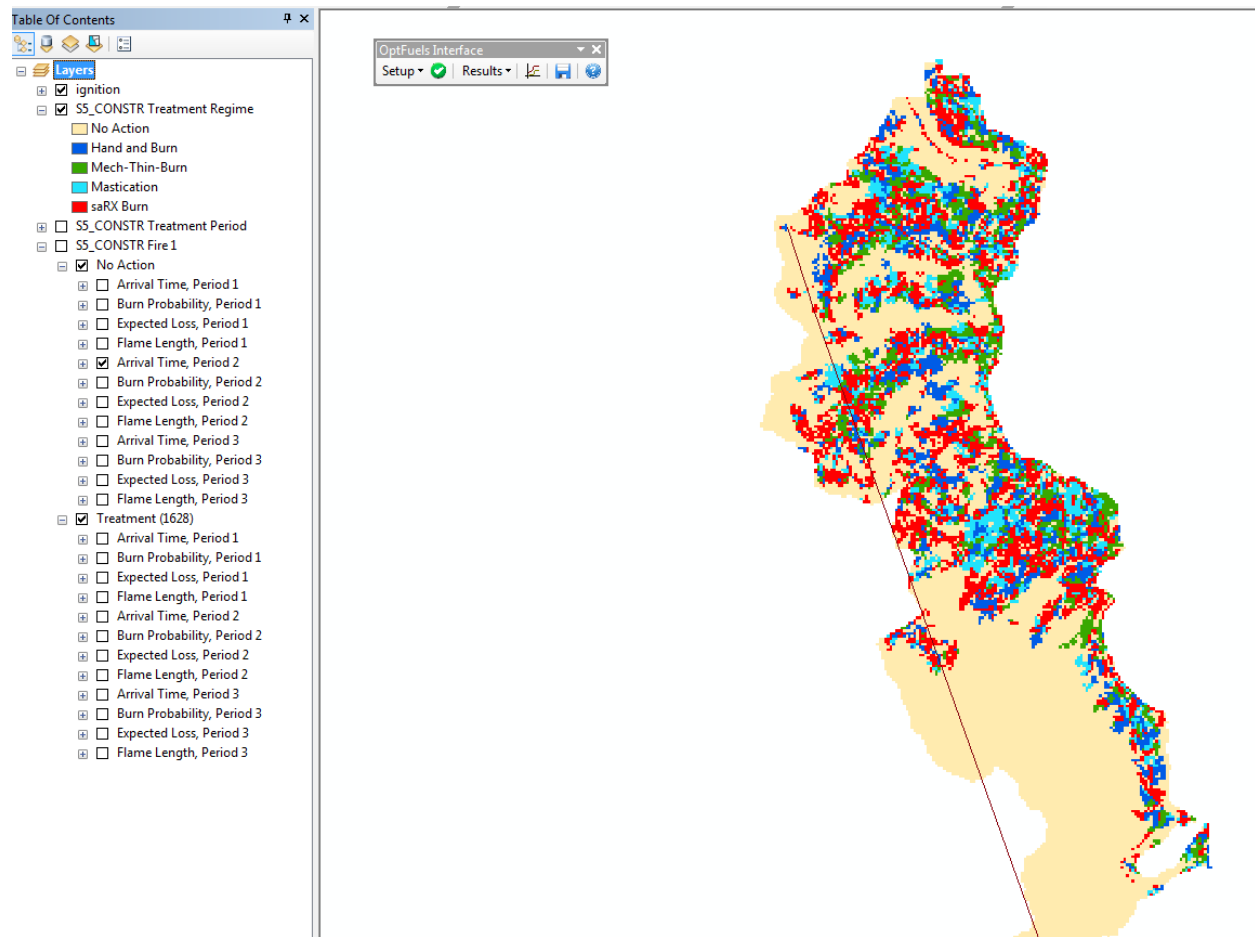 Table Of Contents
Layers
ignition
S5_CONSTR Treatment Regime
No Action
Hand and Burn
Mech-Thin-Burn
Mastication
saRX Burn
S5_CONSTR Treatment Period
S5_CONSTR Fire 1
No Action
Arrival Time, Period 1
Burn Probability, Period 1
Expected Loss, Period 1
Flame Length, Period 1
Arrival Time, Period 2
Burn Probability, Period 2
Expected Loss, Period 2
Flame Length, Period 2
Arrival Time, Period 3
Burn Probability, Period 3
Expected Loss, Period 3
Flame Length, Period 3
Treatment (1628)
Arrival Time, Period 1
Burn Probability, Period 1
Expected Loss, Period 1
Flame Length, Period 1
Arrival Time, Period 2
Burn Probability, Period 2
Expected Loss, Period 2
Flame Length, Period 2
Arrival Time, Period 3
Burn Probability, Period 3
Expected Loss, Period 3
Flame Length, Period 3
OptFuels Interface
Setup Results